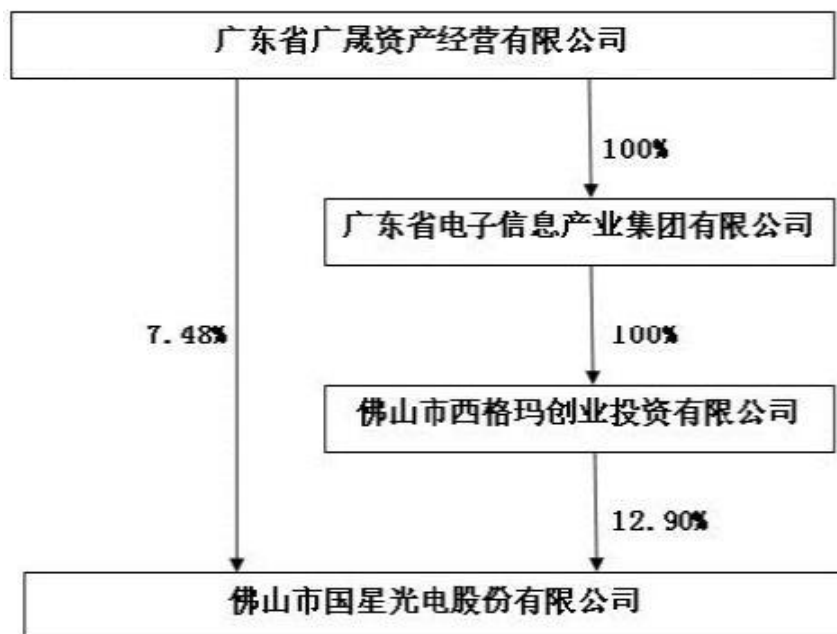 广东省广晟资产经营有限公司
100%
广东省电子信息产业集团有限公司
7.48%
100%
佛山市西格玛创业投资有限公司
12.90%
佛山市国星光电股份有限公司